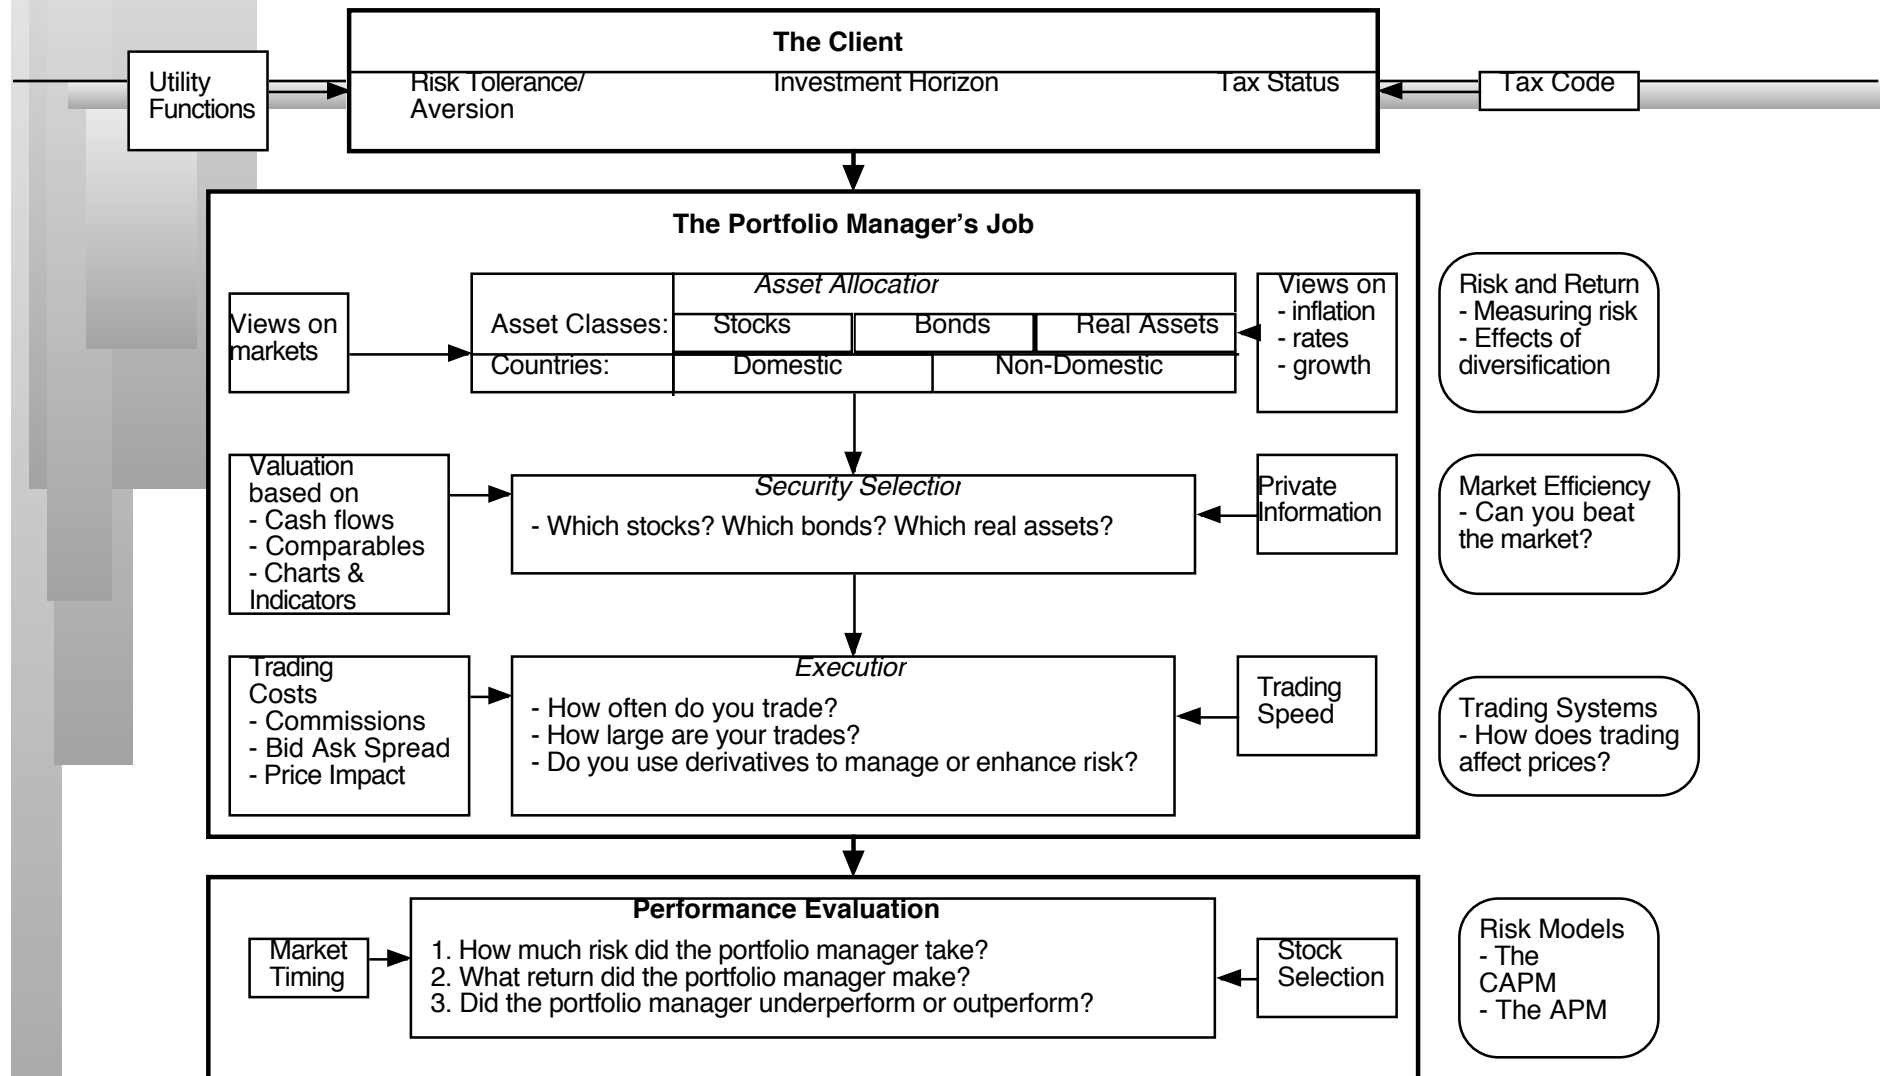 The Client
Utility
Functions
Risk Tolerance/
Aversion
Investment Horizon
Tax Status
Tax Code
The Portfolio Manager’s Job
Views on
markets
Asset Allocation
Asset Classes:
Stocks
Bonds
Real Assets
Countries:
Domestic
Non-Domestic
Views on
- inflation
- rates
- growth
Risk and Return
- Measuring risk
- Effects of
diversification
Valuation
based on
- Cash flows
- Comparables
- Charts &
Indicators
Security Selection
- Which stocks? Which bonds? Which real assets?
Private
Information
Market Efficiency
- Can you beat
the market?
Trading
Costs
- Commissions
- Bid Ask Spread
- Price Impact
Execution
- How often do you trade?
- How large are your trades?
- Do you use derivatives to manage or enhance risk?
Trading
Speed
Trading Systems
- How does trading
affect prices?
Performance Evaluation
Market
Timing
1. How much risk did the portfolio manager take?
2. What return did the portfolio manager make?
3. Did the portfolio manager underperform or outperform?
Stock
Selection
Risk Models
- The
CAPM
- The APM